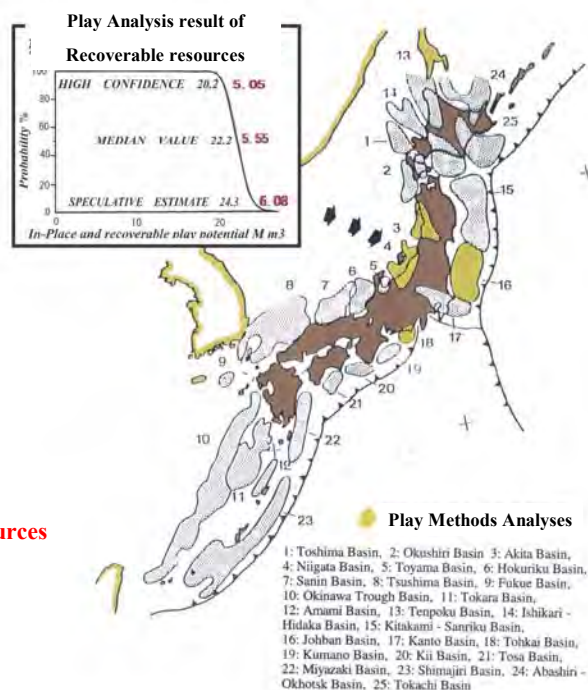 Play Analysis result of
Recoverable resources
Probability %
100
80
60
40
20
0
HIGH CONFIDENCE 20.2 5.05
MEDIAN VALUE 22.2 5.55
SPECULATIVE ESTIMATE 24.3 6.08
0
10
20
In-Place and recoverable play potential M m3
13
24
14
25
1
2
15
3
4
5
16
8
7
6
17
18
9
19
20
21
10
22
12
11
23
urces
Play Methods Analyses
1: Toshima Basin, 2: Okushiri Basin 3: Akita Basin,
4: Niigata Basin, 5: Toyama Basin, 6: Hokuriku Basin,
7: Sanin Basin, 8: Tsushima Basin, 9: Fukue Basin,
10: Okinawa Trough Basin, 11: Tokara Basin,
12: Amami Basin, 13: Tenpoku Basin, 14: Ishikari -
Hidaka Basin, 15: Kitakami - Sanriku Basin,
16: Johban Basin, 17: Kanto Basin, 18: Tohkai Basin,
19: Kumano Basin, 20: Kii Basin, 21: Tosa Basin,
22: Miyazaki Basin, 23: Shimajiri Basin, 24: Abashiri -
Okhotsk Basin, 25: Tokachi Basin